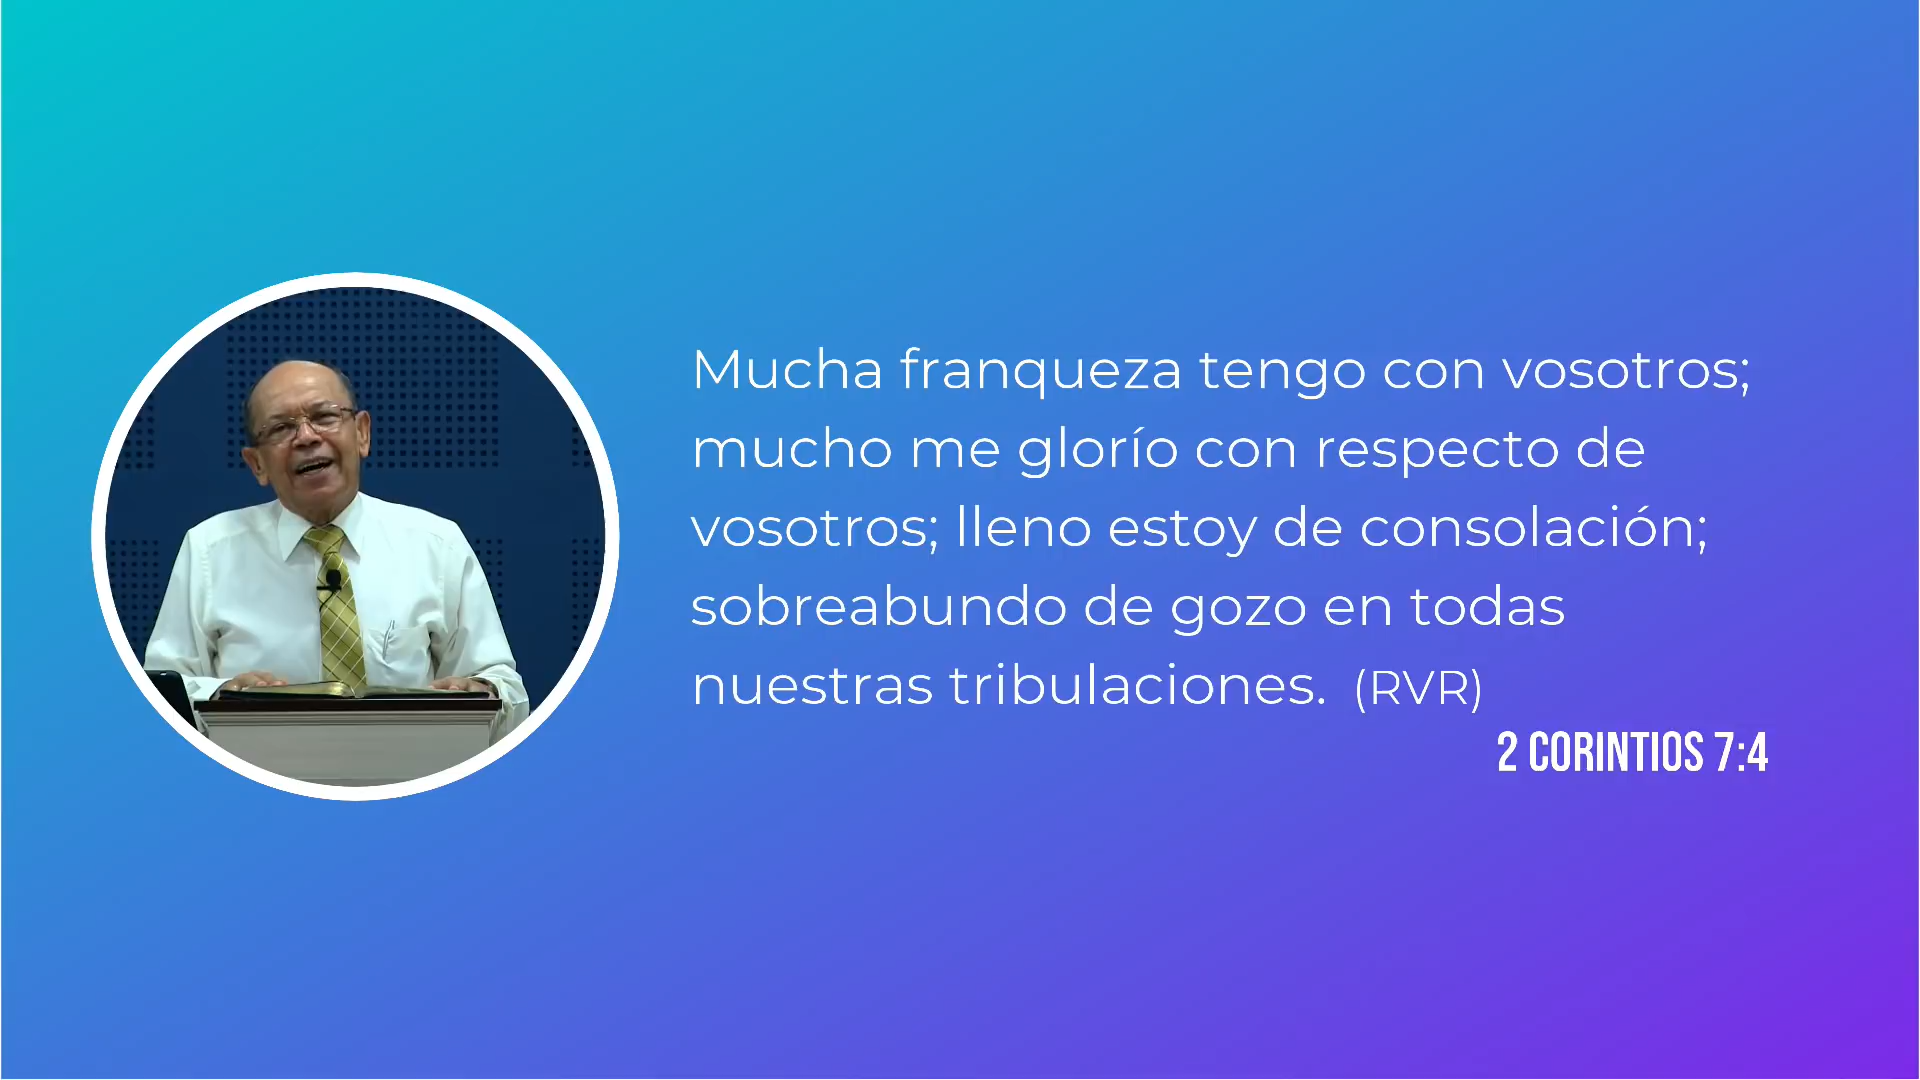 Mucha franqueza tengo con vosotros;
mucho me glorío con respecto de
vosotros; lleno estoy de consolación;
sobreabundo de gozo en todas
nuestras tribulaciones. (RVR)
2 CORINTIOS 7:4